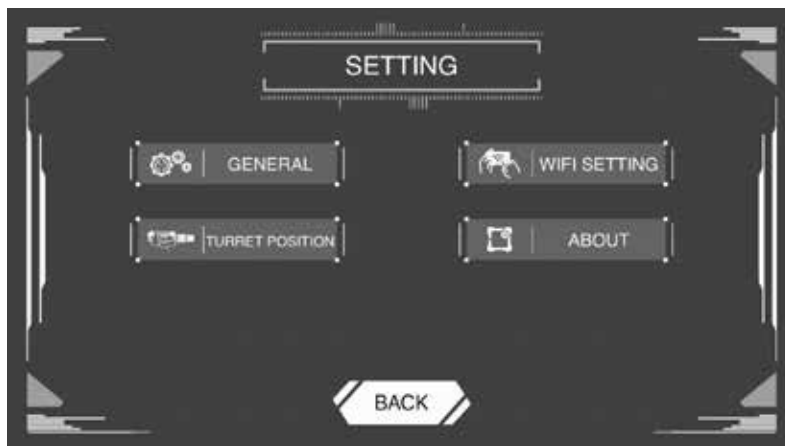 SETTING
GENERAL
WIFI SETTING
TURRET POSITION
ABOUT
BACK